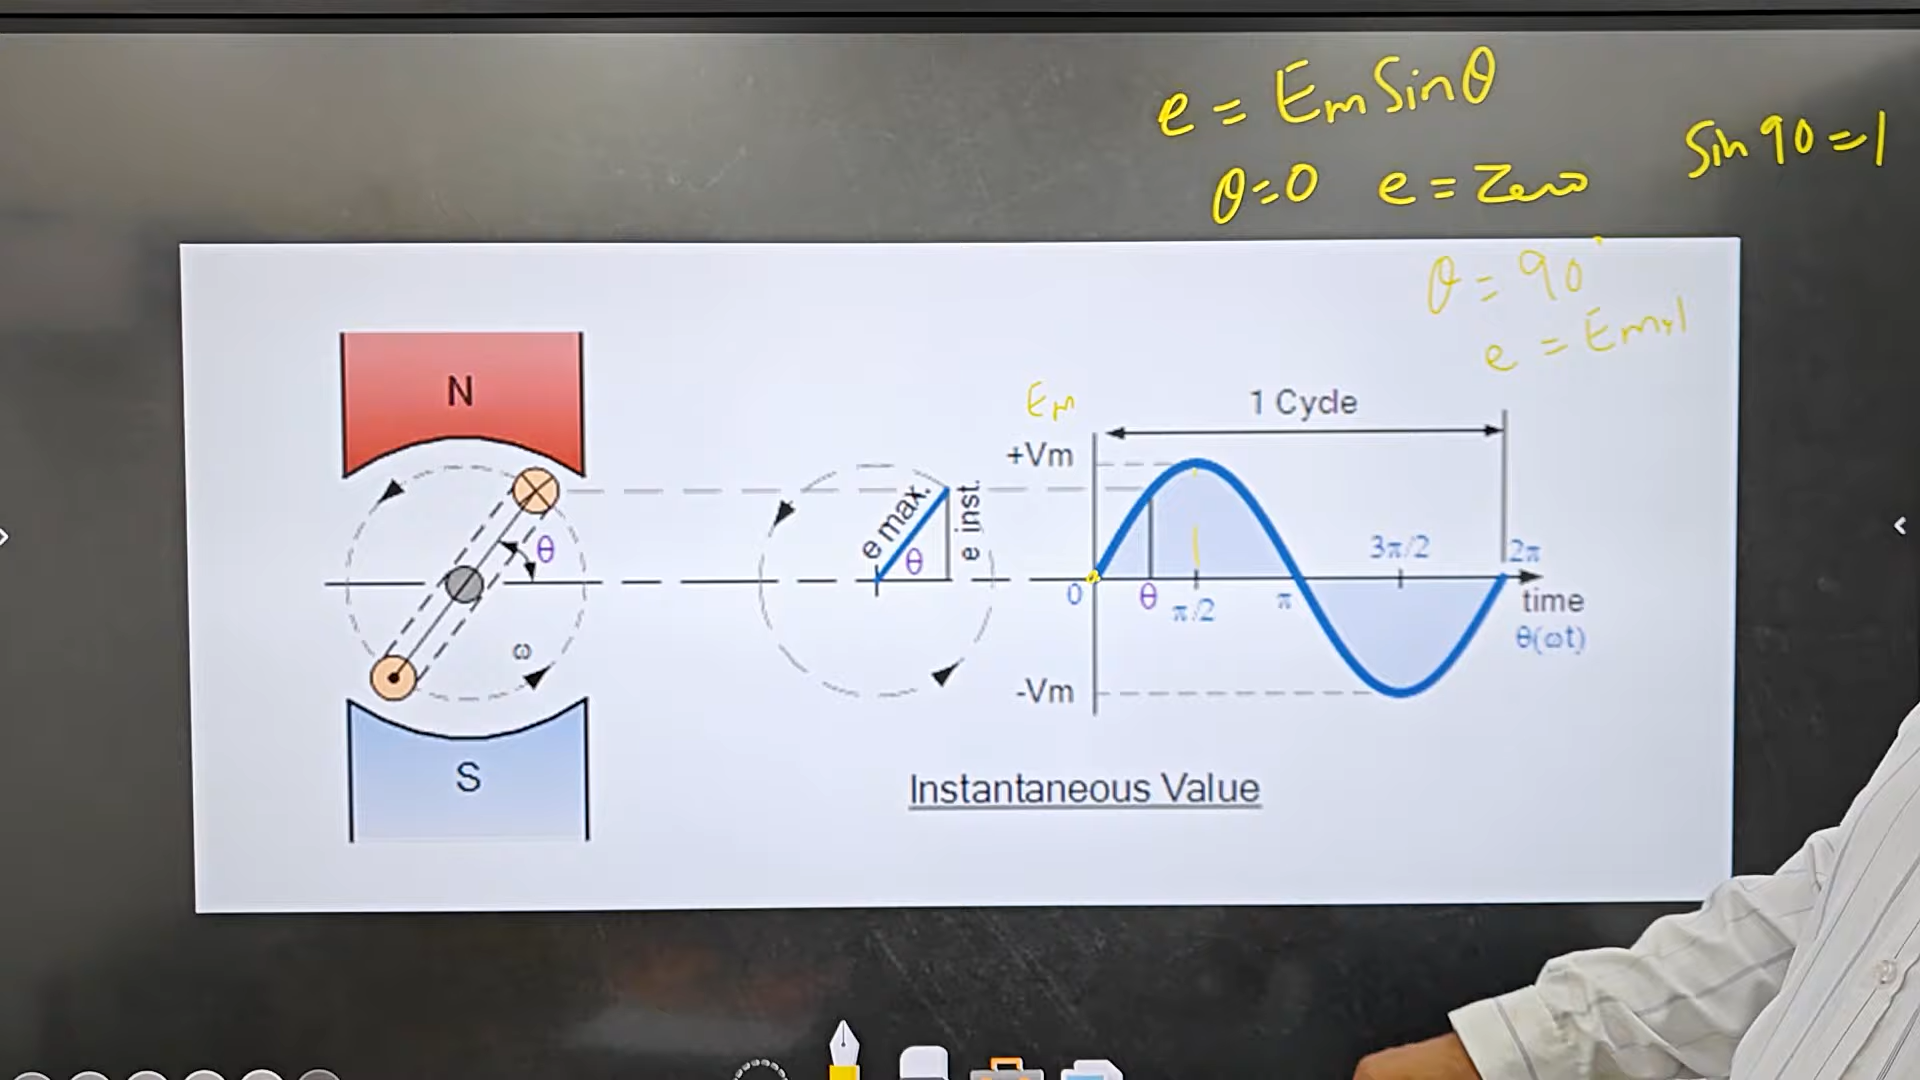 e = Em Sinθ
Sin 90 = 1
θ=0 e = Zero
θ = 90°
e = Em×1
N
Em
1 Cycle
+Vm
e max.
e inst.
θ
θ
3π/2
2π
0
θ
π/2
π
time
θ(ωt)
ω
-Vm
S
Instantaneous Value